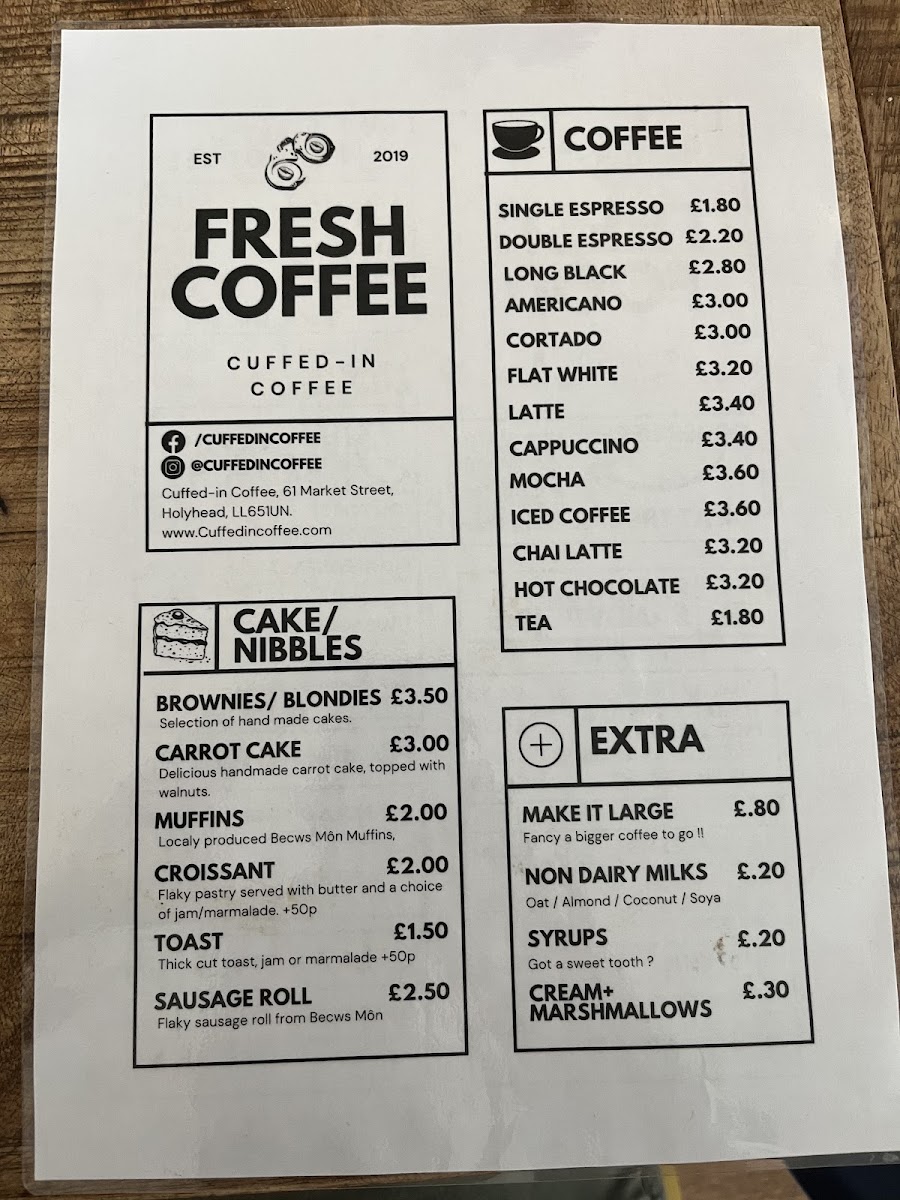 EST 2019
FRESH
COFFEE
CUFFED-IN
COFFEE
/CUFFEDINCOFFEE
@CUFFEDINCOFFEE
Cuffed-in Coffee, 61 Market Street,
Holyhead, LL651UN.
www.Cuffedincoffee.com
COFFEE
SINGLE ESPRESSO £1.80
DOUBLE ESPRESSO £2.20
LONG BLACK £2.80
AMERICANO £3.00
CORTADO £3.00
FLAT WHITE £3.20
LATTE £3.40
CAPPUCCINO £3.40
MOCHA £3.60
ICED COFFEE £3.60
CHAI LATTE £3.20
HOT CHOCOLATE £3.20
TEA £1.80
CAKE/
NIBBLES
BROWNIES/ BLONDIES £3.50
Selection of hand made cakes.
CARROT CAKE £3.00
Delicious handmade carrot cake, topped with
walnuts.
MUFFINS £2.00
Localy produced Becws Môn Muffins,
CROISSANT £2.00
Flaky pastry served with butter and a choice
of jam/marmalade. +50p
TOAST £1.50
Thick cut toast, jam or marmalade +50p
SAUSAGE ROLL £2.50
Flaky sausage roll from Becws Môn
EXTRA
MAKE IT LARGE £.80
Fancy a bigger coffee to go !!
NON DAIRY MILKS £.20
Oat / Almond / Coconut / Soya
SYRUPS £.20
Got a sweet tooth ?
CREAM+ £.30
MARSHMALLOWS